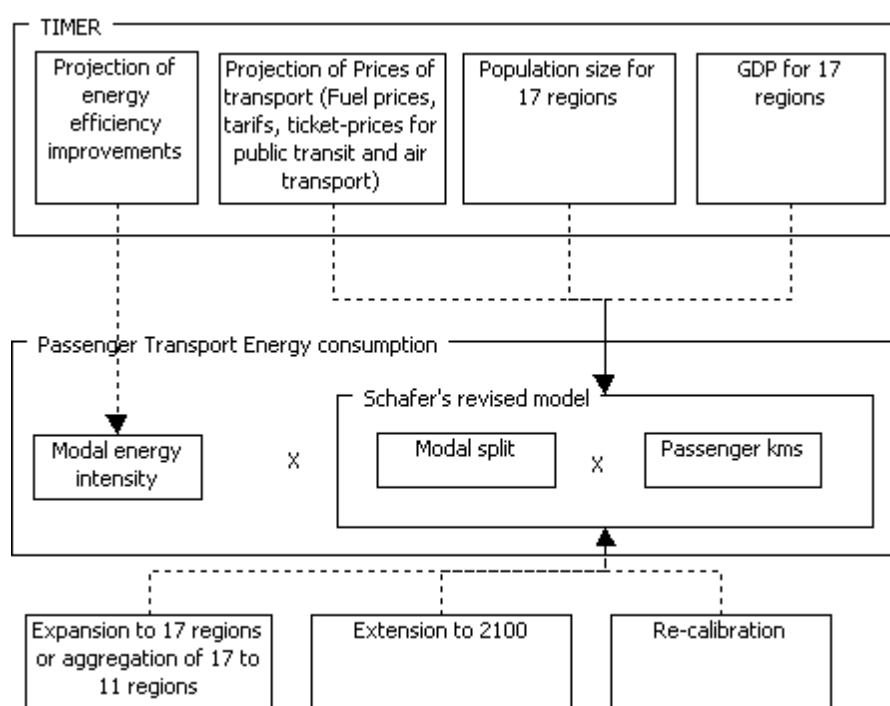 TIMER
Projection of
energy
efficiency
improvements
Projection of Prices of
transport (Fuel prices,
tarifs, ticket-prices for
public transit and air
transport)
Population size for
17 regions
GDP for 17
regions
Passenger Transport Energy consumption
Schafer's revised model
Modal energy
intensity
X
Modal split
X
Passenger kms
Expansion to 17 regions
or aggregation of 17 to
11 regions
Extension to 2100
Re-calibration